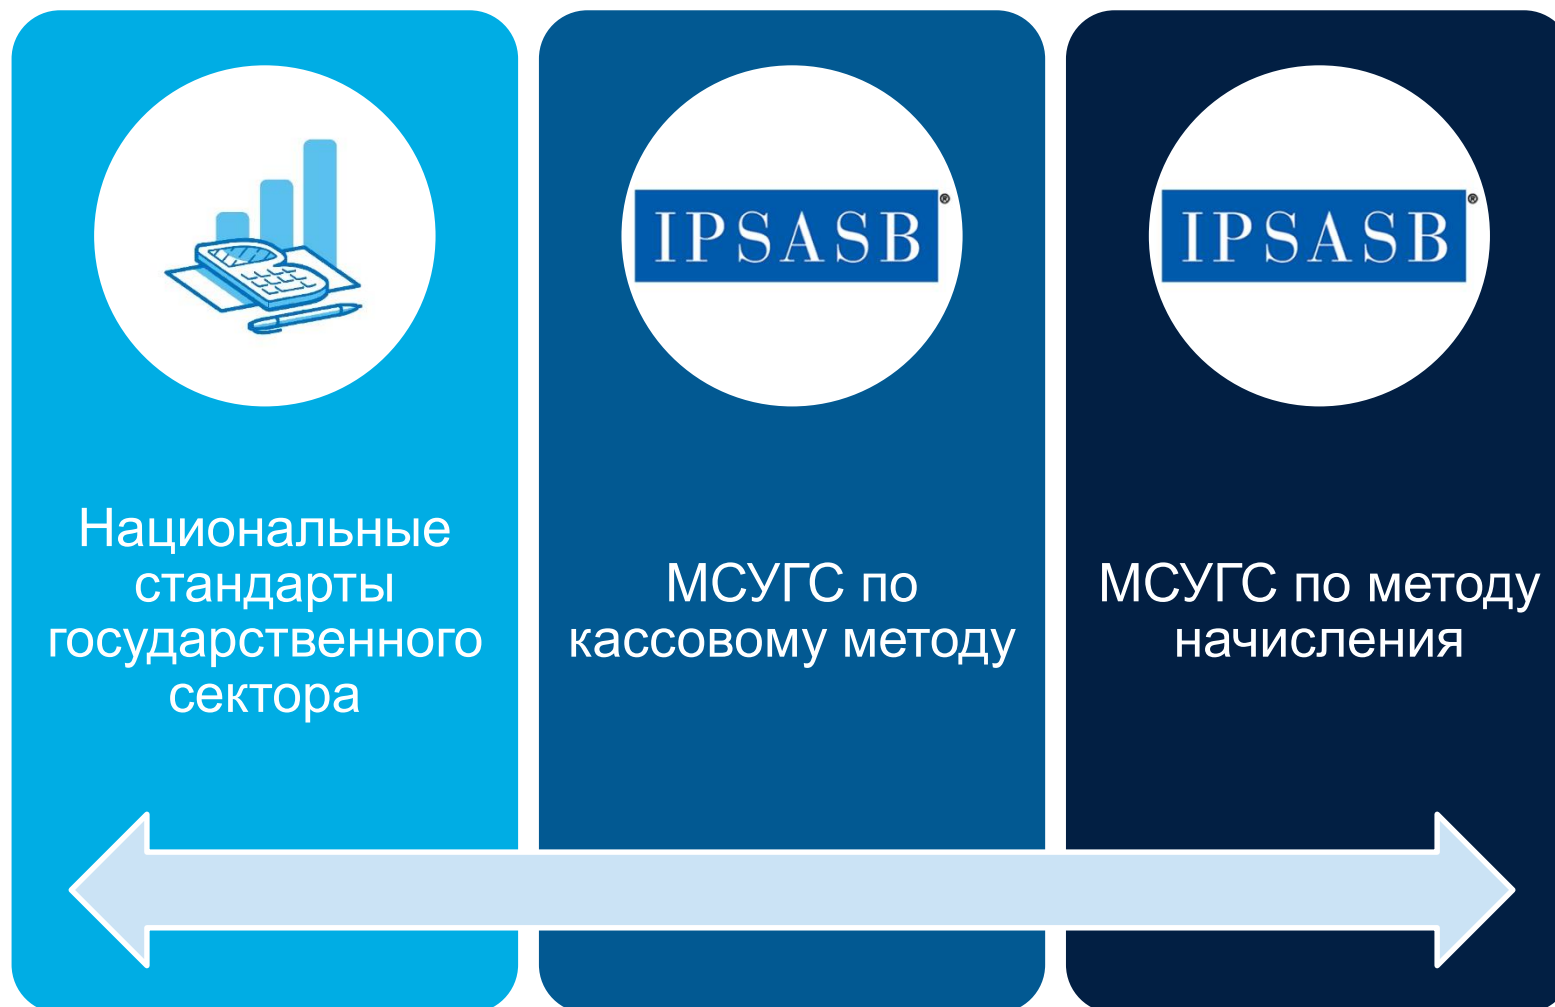 IPSASB®
IPSASB®
Национальные
стандарты
государственного
сектора
МСУГС по
кассовому методу
МСУГС по методу
начисления